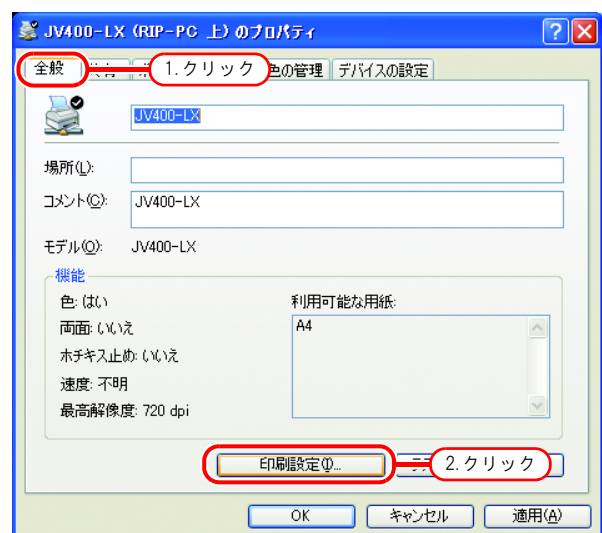 JV400-LX (RIP-PC 上) のプロパティ
全般 1.クリック 色の管理 デバイスの設定
JV400-LX
場所(L):
コメント(C): JV400-LX
モデル(O): JV400-LX
機能
色: はい
両面: いいえ
ホチキス止め: いいえ
速度: 不明
最高解像度: 720 dpi
利用可能な用紙:
A4
印刷設定(I)... 2.クリック
OK キャンセル 適用(A)